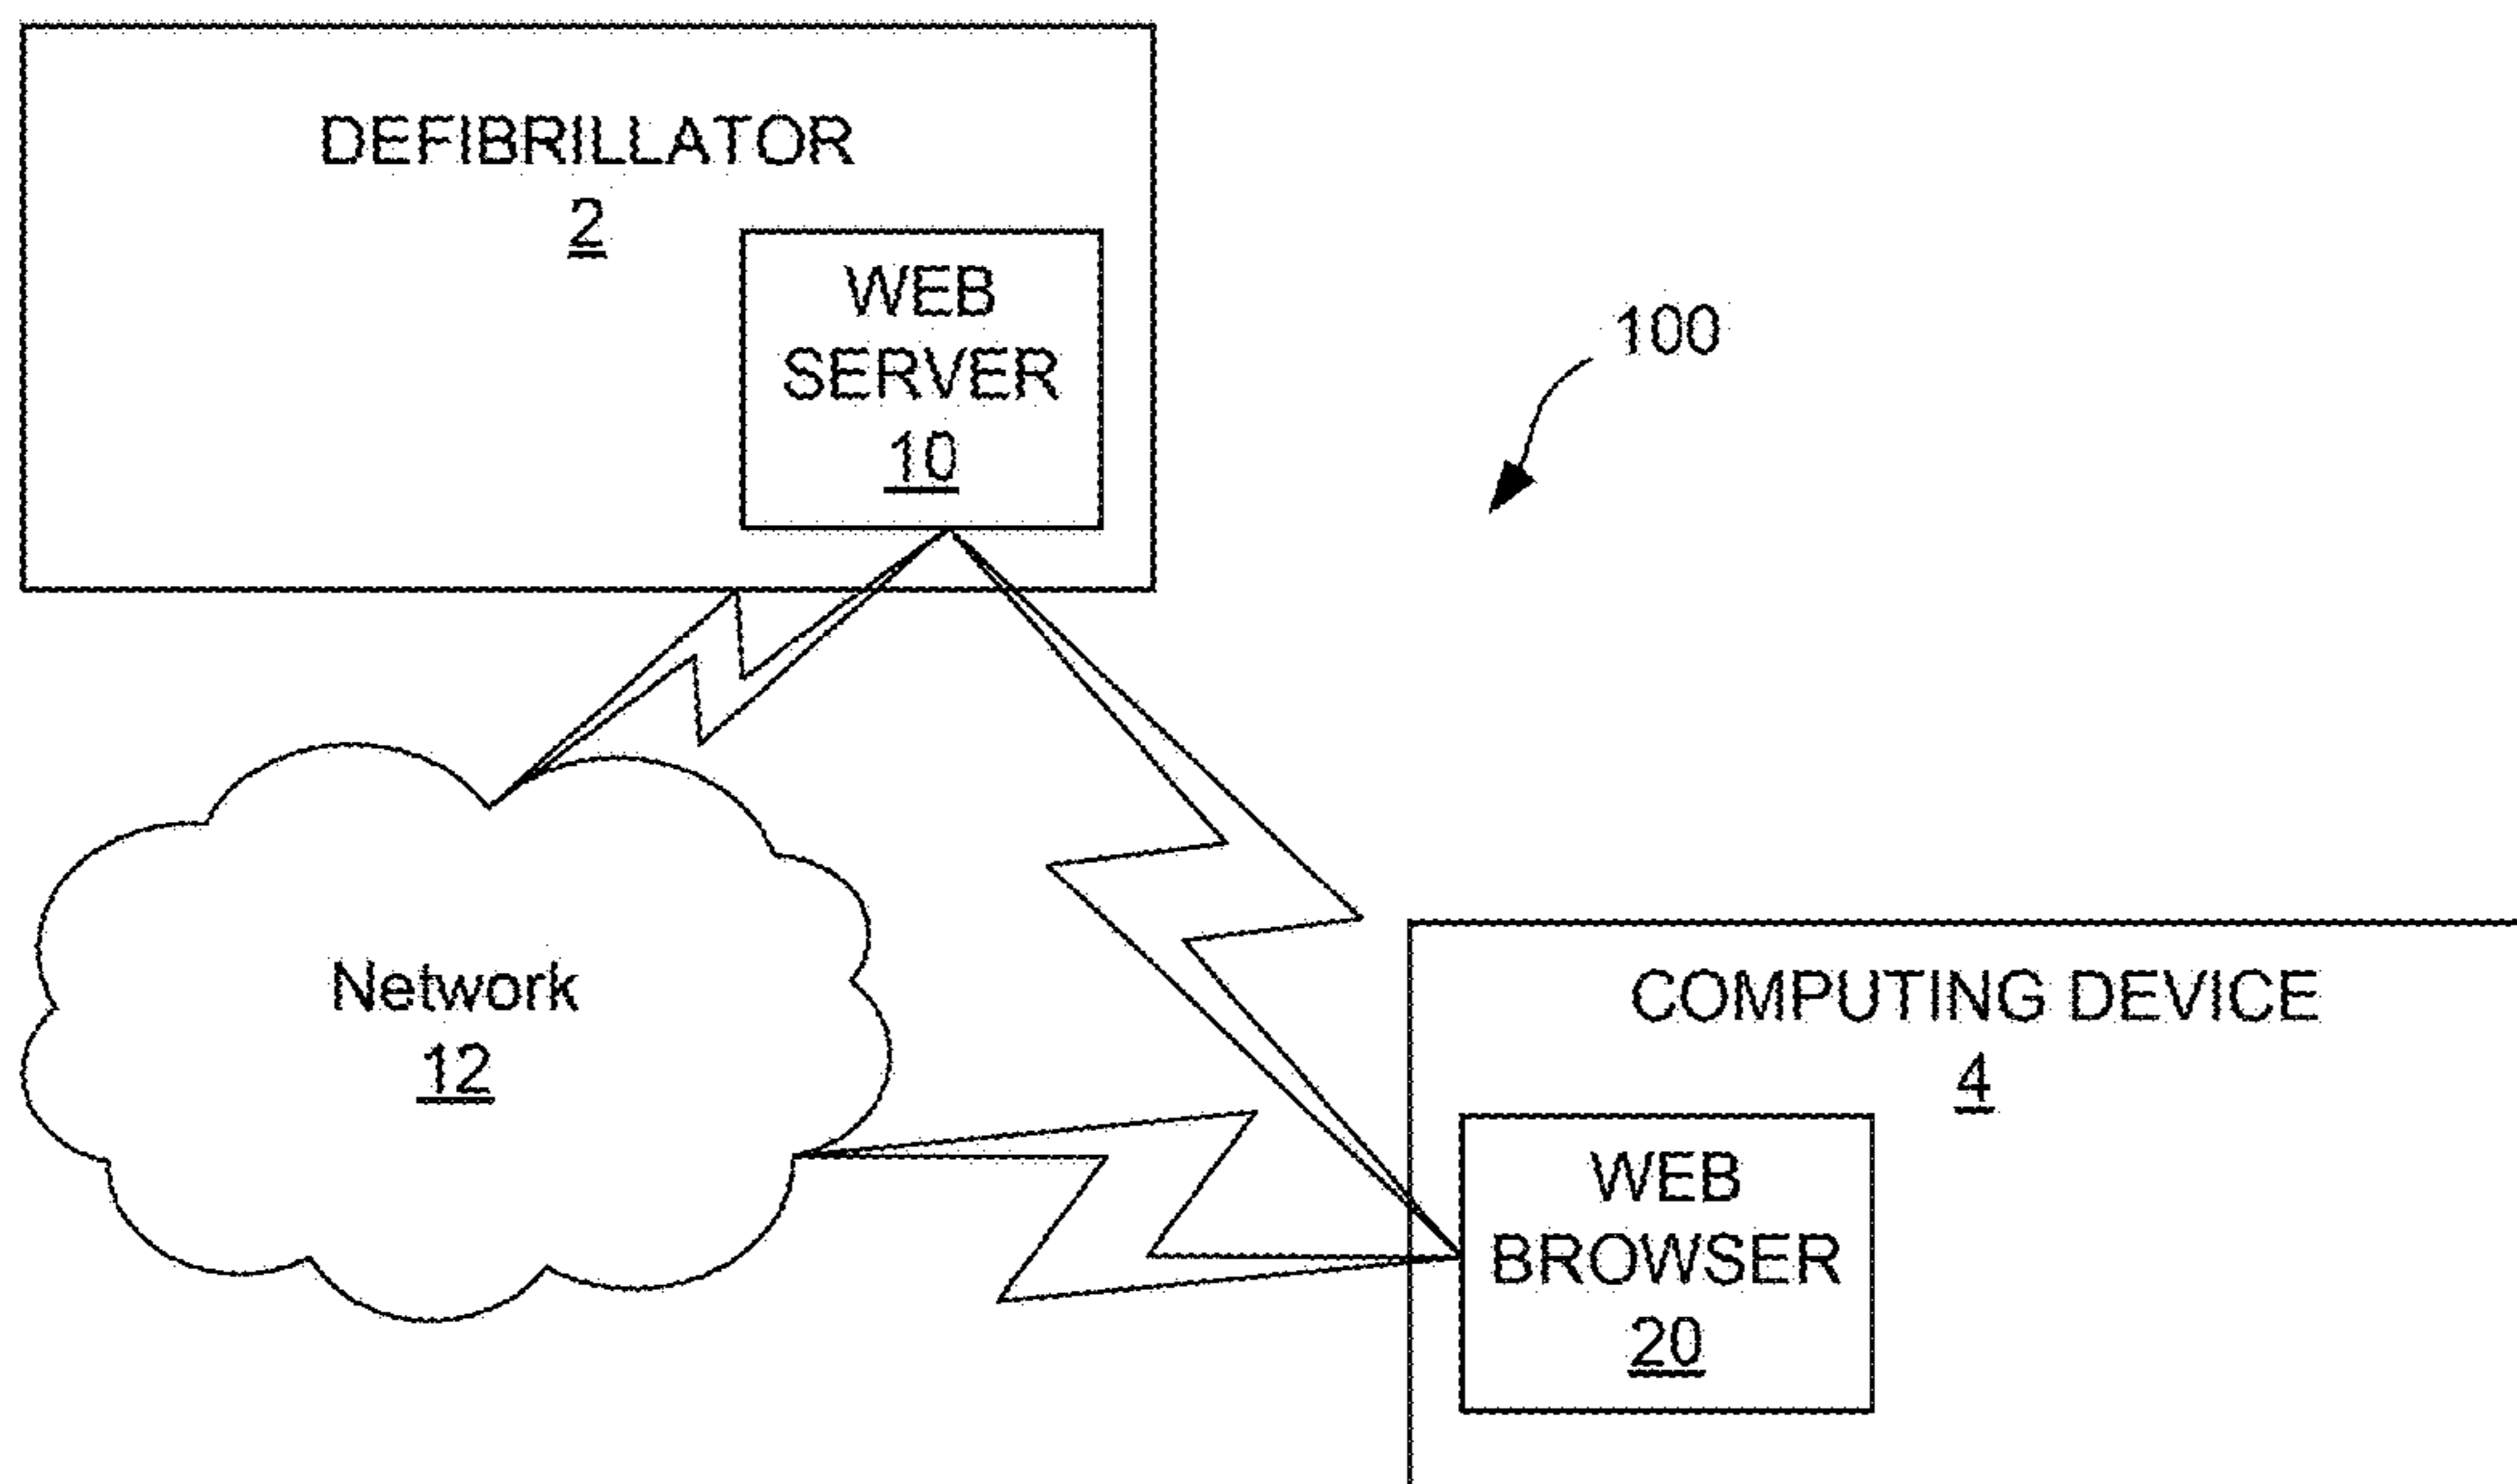 DEFIBRILLATOR
2
WEB
SERVER
10
100
Network
12
COMPUTING DEVICE
4
WEB
BROWSER
20